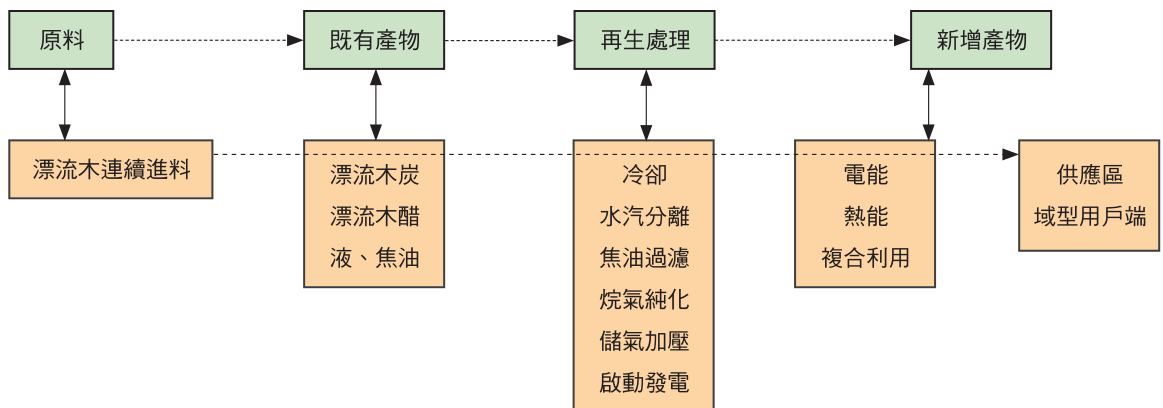 原料
既有產物
再生處理
新增產物
漂流木連續進料
漂流木炭
漂流木醋
液、焦油
冷卻
水汽分離
焦油過濾
烷氣純化
儲氣加壓
啟動發電
電能
熱能
複合利用
供應區
域型用戶端